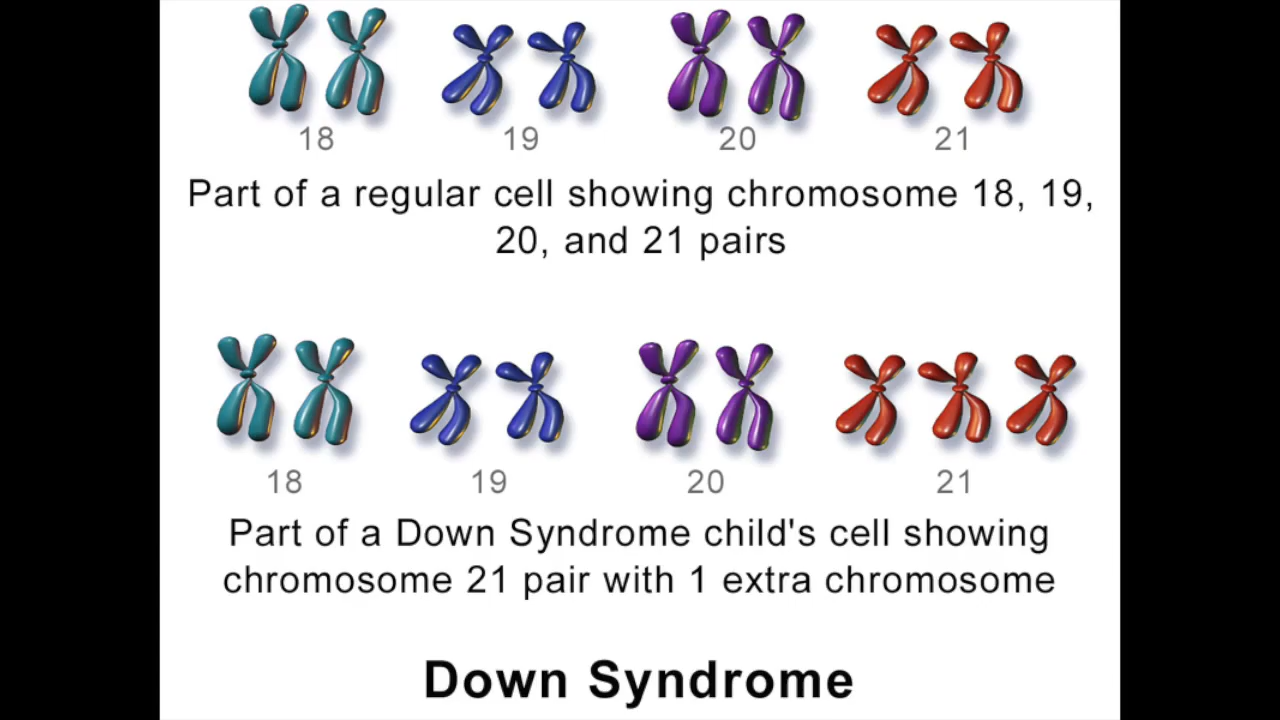 18 19 20 21
Part of a regular cell showing chromosome 18, 19,
20, and 21 pairs
18 19 20 21
Part of a Down Syndrome child's cell showing
chromosome 21 pair with 1 extra chromosome
Down Syndrome